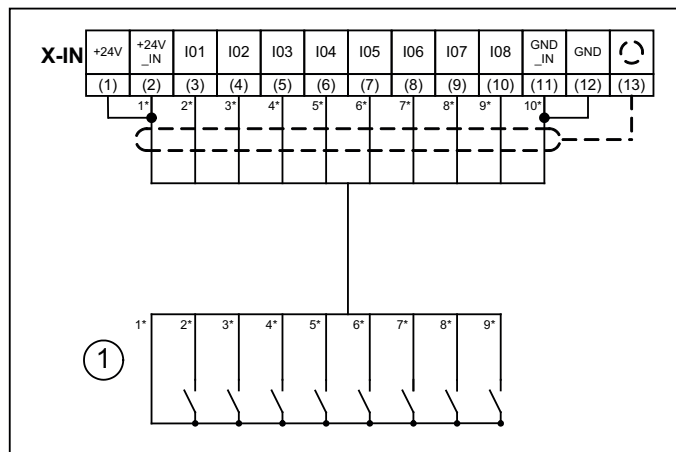 X-IN +24V +24V _IN I01 I02 I03 I04 I05 I06 I07 I08 GND _IN GND
(1) (2) (3) (4) (5) (6) (7) (8) (9) (10) (11) (12) (13)
1* 2* 3* 4* 5* 6* 7* 8* 9* 10*
1* 2* 3* 4* 5* 6* 7* 8* 9*
1